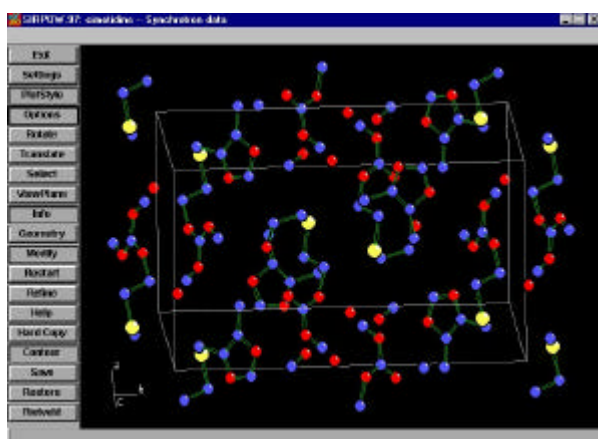 SIRPOW.97: cimetidine -- Synchrotron data
Exit
Settings
PlotStyle
Options
Rotate
Translate
Select
ViewPlane
Info
Geometry
Modify
Restart
Refine
Help
Hard Copy
Contour
Save
Restore
Rietveld
a
c